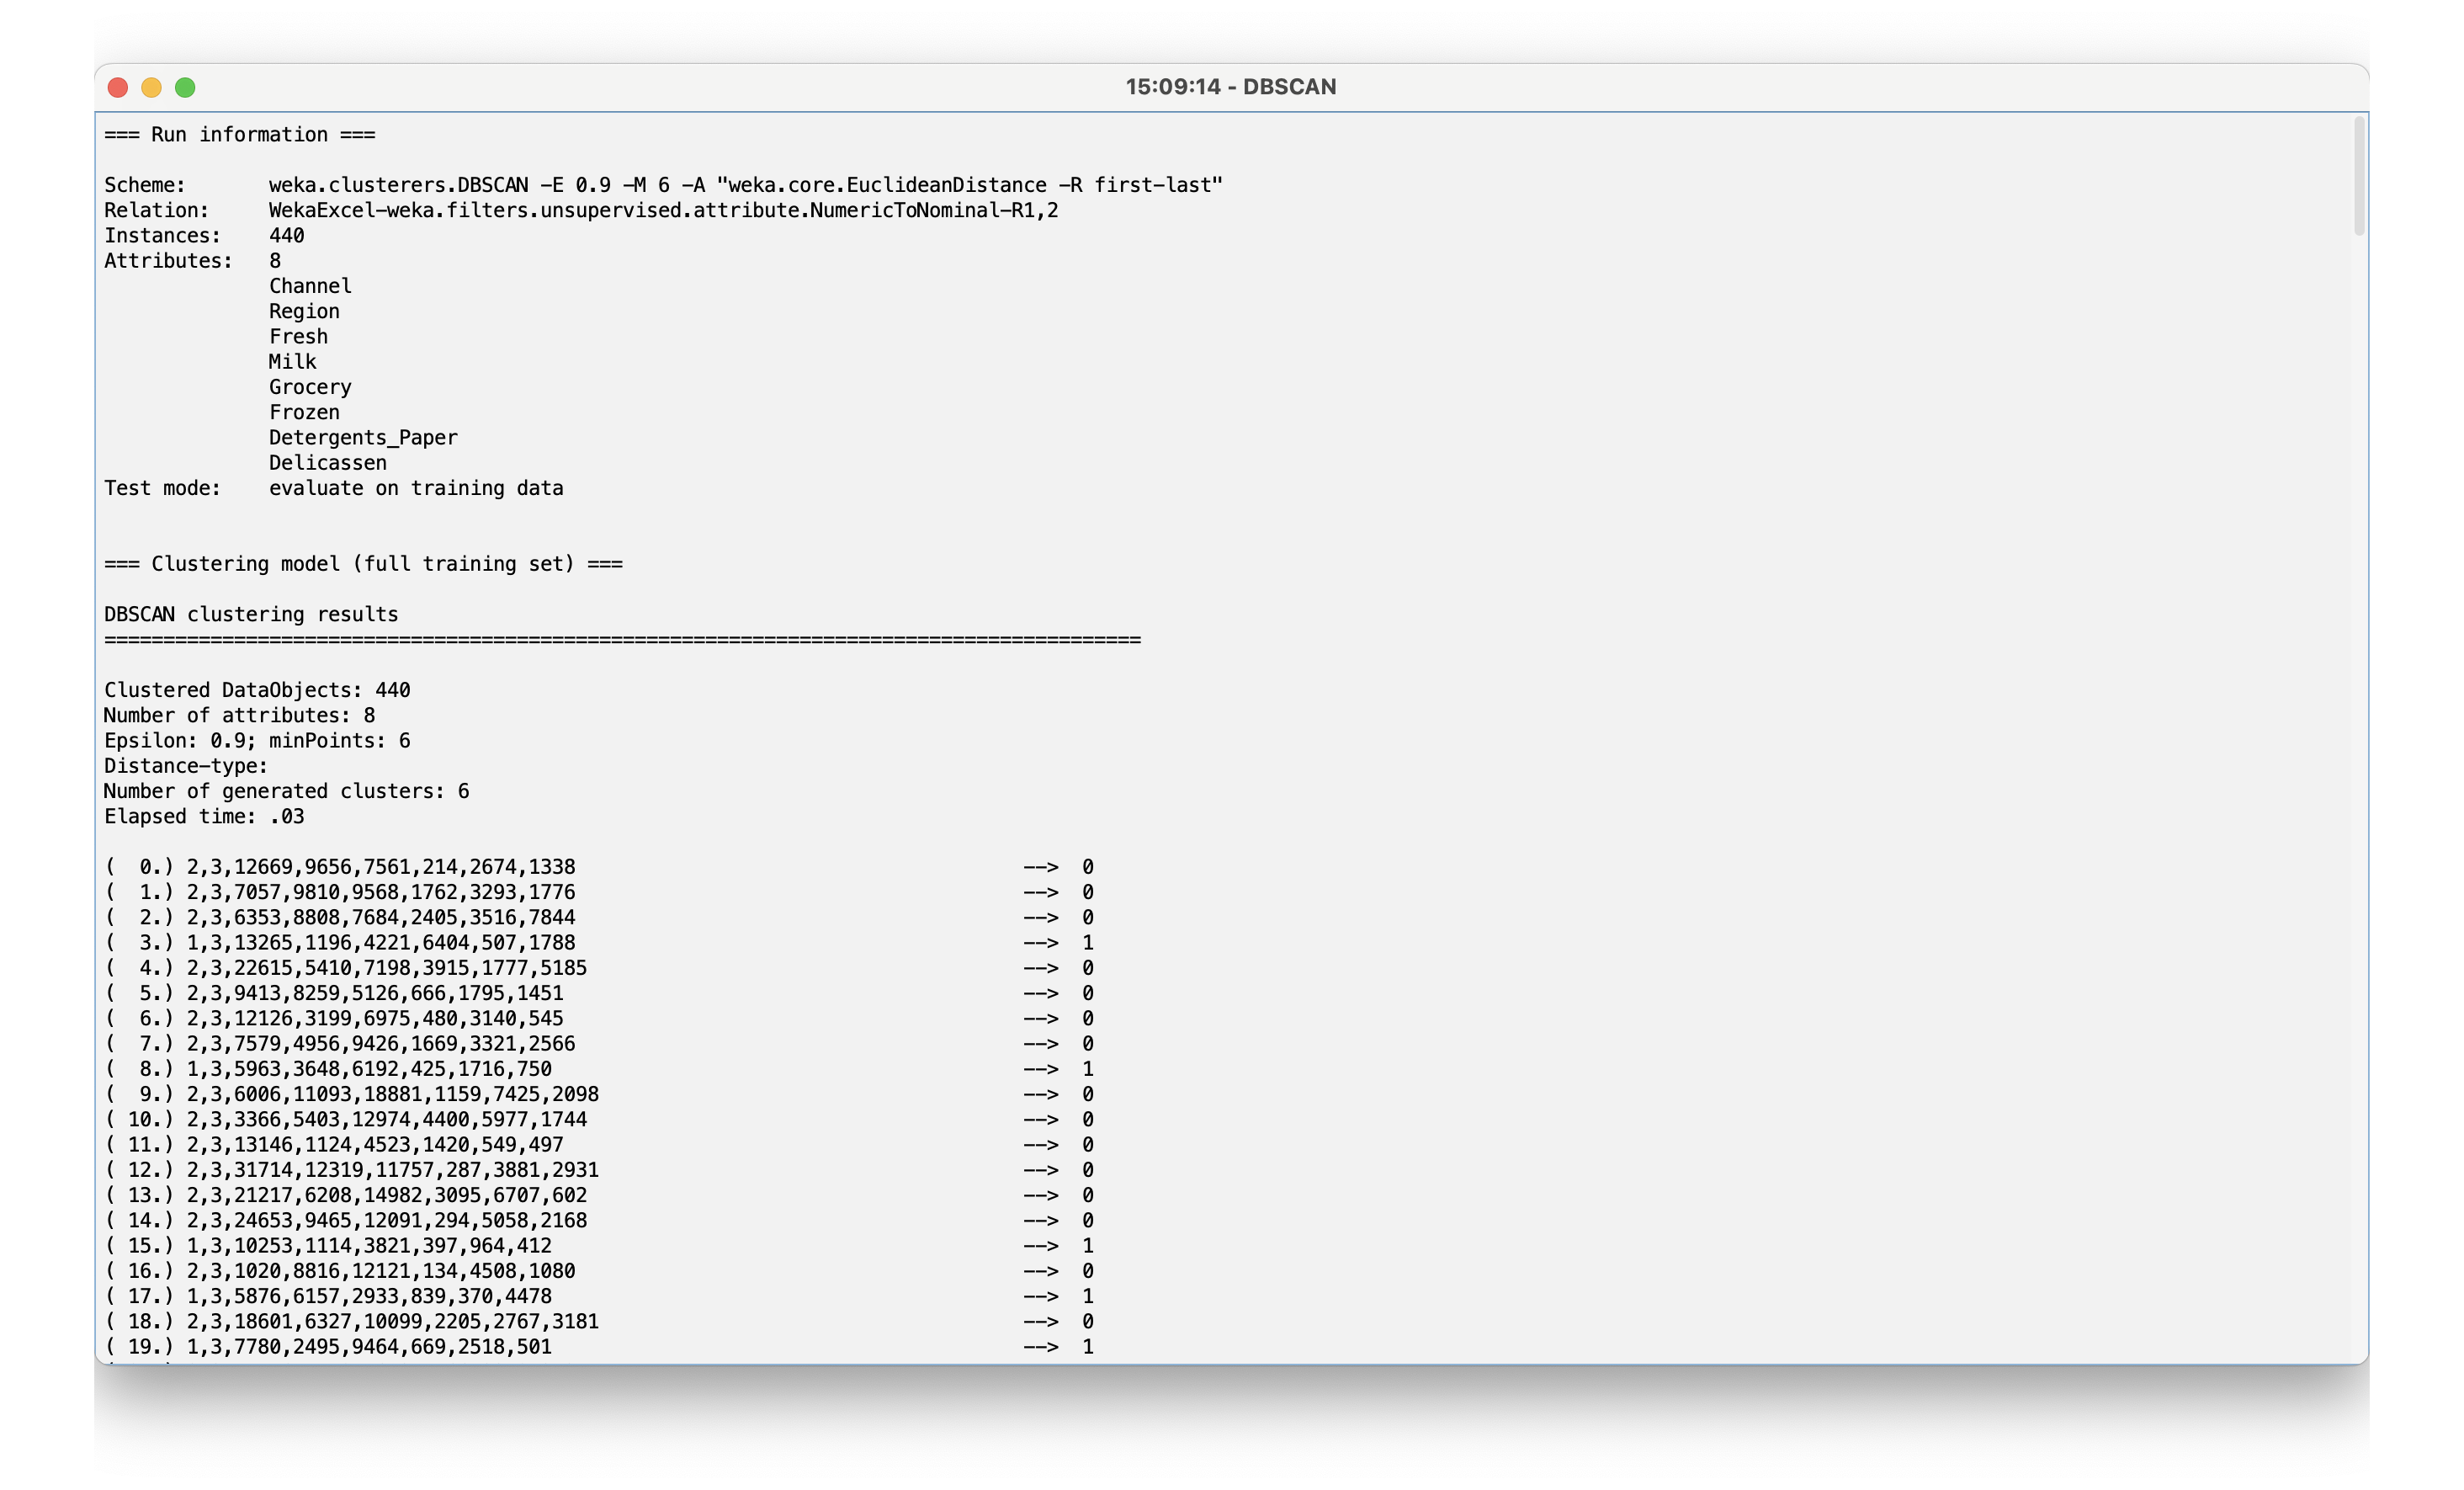 15:09:14 - DBSCAN
=== Run information ===
Scheme: weka.clusterers.DBSCAN -E 0.9 -M 6 -A "weka.core.EuclideanDistance -R first-last"
Relation: WekaExcel-weka.filters.unsupervised.attribute.NumericToNominal-R1,2
Instances: 440
Attributes: 8
Channel
Region
Fresh
Milk
Grocery
Frozen
Detergents_Paper
Delicassen
Test mode: evaluate on training data
=== Clustering model (full training set) ===
DBSCAN clustering results
========================================================================================
Clustered DataObjects: 440
Number of attributes: 8
Epsilon: 0.9; minPoints: 6
Distance-type:
Number of generated clusters: 6
Elapsed time: .03
( 0.) 2,3,12669,9656,7561,214,2674,1338 --> 0
( 1.) 2,3,7057,9810,9568,1762,3293,1776 --> 0
( 2.) 2,3,6353,8808,7684,2405,3516,7844 --> 0
( 3.) 1,3,13265,1196,4221,6404,507,1788 --> 1
( 4.) 2,3,22615,5410,7198,3915,1777,5185 --> 0
( 5.) 2,3,9413,8259,5126,666,1795,1451 --> 0
( 6.) 2,3,12126,3199,6975,480,3140,545 --> 0
( 7.) 2,3,7579,4956,9426,1669,3321,2566 --> 0
( 8.) 1,3,5963,3648,6192,425,1716,750 --> 1
( 9.) 2,3,6006,11093,18881,1159,7425,2098 --> 0
( 10.) 2,3,3366,5403,12974,4400,5977,1744 --> 0
( 11.) 2,3,13146,1124,4523,1420,549,497 --> 0
( 12.) 2,3,31714,12319,11757,287,3881,2931 --> 0
( 13.) 2,3,21217,6208,14982,3095,6707,602 --> 0
( 14.) 2,3,24653,9465,12091,294,5058,2168 --> 0
( 15.) 1,3,10253,1114,3821,397,964,412 --> 1
( 16.) 2,3,1020,8816,12121,134,4508,1080 --> 0
( 17.) 1,3,5876,6157,2933,839,370,4478 --> 1
( 18.) 2,3,18601,6327,10099,2205,2767,3181 --> 0
( 19.) 1,3,7780,2495,9464,669,2518,501 --> 1